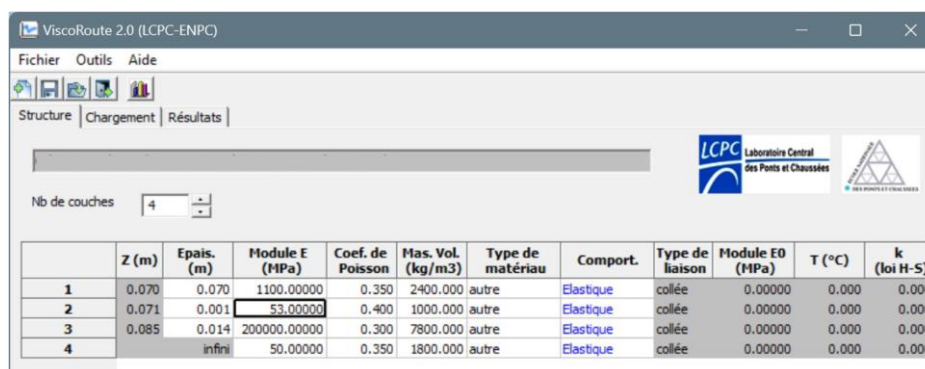 ViscoRoute 2.0 (LCPC-ENPC)
Fichier Outils Aide
Structure Chargement Résultats
LCPC Laboratoire Central
des Ponts et Chaussées
Nb de couches 4
Z (m) Epais. (m) Module E (MPa) Coef. de Poisson Mas. Vol. (kg/m3) Type de matériau Comport. Type de liaison Module E0 (MPa) T (°C) k (loi H-S)
1 0.070 0.070 1100.00000 0.350 2400.000 autre Elastique collée 0.00000 0.000 0.00
2 0.071 0.001 53.00000 0.400 1000.000 autre Elastique collée 0.00000 0.000 0.00
3 0.085 0.014 200000.00000 0.300 7800.000 autre Elastique collée 0.00000 0.000 0.00
4 infini 50.00000 0.350 1800.000 autre Elastique collée 0.00000 0.000 0.00